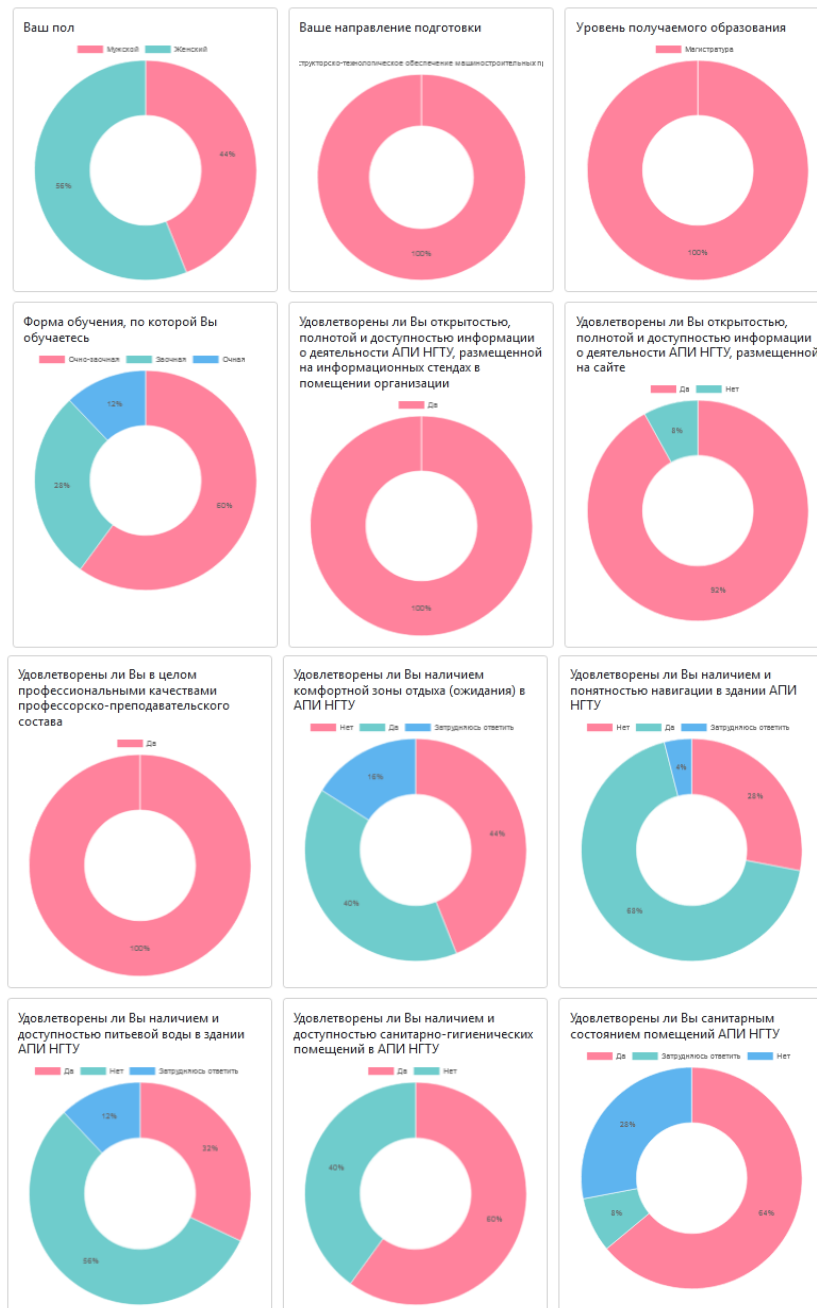 Ваш пол
Мужской Женский
44%
56%
Ваше направление подготовки
структорско-технологическое обеспечение машиностроительных пр
100%
Уровень получаемого образования
Магистратура
100%
Форма обучения, по которой Вы
обучаетесь
Очно-заочная Заочная Очная
12%
28%
60%
Удовлетворены ли Вы открытостью,
полнотой и доступностью информации
о деятельности АПИ НГТУ, размещенной
на информационных стендах в
помещении организации
Да
100%
Удовлетворены ли Вы открытостью,
полнотой и доступностью информации
о деятельности АПИ НГТУ, размещенной
на сайте
Да Нет
8%
92%
Удовлетворены ли Вы в целом
профессиональными качествами
профессорско-преподавательского
состава
Да
100%
Удовлетворены ли Вы наличием
комфортной зоны отдыха (ожидания) в
АПИ НГТУ
Нет Да Затрудняюсь ответить
16%
44%
40%
Удовлетворены ли Вы наличием и
понятностью навигации в здании АПИ
НГТУ
Нет Да Затрудняюсь ответить
4%
28%
68%
Удовлетворены ли Вы наличием и
доступностью питьевой воды в здании
АПИ НГТУ
Да Нет Затрудняюсь ответить
12%
32%
56%
Удовлетворены ли Вы наличием и
доступностью санитарно-гигиенических
помещений в АПИ НГТУ
Да Нет
40%
60%
Удовлетворены ли Вы санитарным
состоянием помещений АПИ НГТУ
Да Затрудняюсь ответить Нет
28%
8%
64%